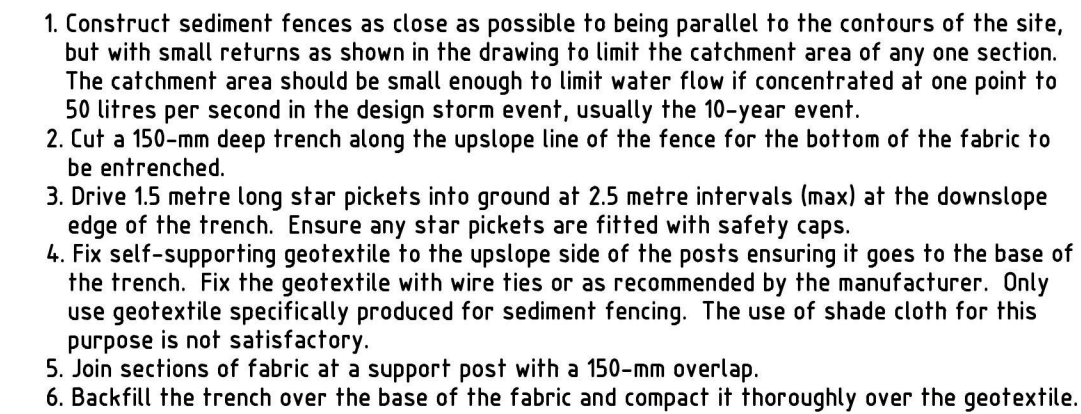 1. Construct sediment fences as close as possible to being parallel to the contours of the site,
but with small returns as shown in the drawing to limit the catchment area of any one section.
The catchment area should be small enough to limit water flow if concentrated at one point to
50 litres per second in the design storm event, usually the 10-year event.
2. Cut a 150-mm deep trench along the upslope line of the fence for the bottom of the fabric to
be entrenched.
3. Drive 1.5 metre long star pickets into ground at 2.5 metre intervals (max) at the downslope
edge of the trench. Ensure any star pickets are fitted with safety caps.
4. Fix self-supporting geotextile to the upslope side of the posts ensuring it goes to the base of
the trench. Fix the geotextile with wire ties or as recommended by the manufacturer. Only
use geotextile specifically produced for sediment fencing. The use of shade cloth for this
purpose is not satisfactory.
5. Join sections of fabric at a support post with a 150-mm overlap.
6. Backfill the trench over the base of the fabric and compact it thoroughly over the geotextile.